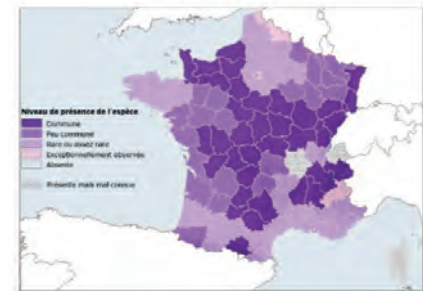 Niveau de présence de l'espèce
Commune
Peu commune
Rare ou assez rare
Exceptionnellement observée
Absente
Présente mais mal connue